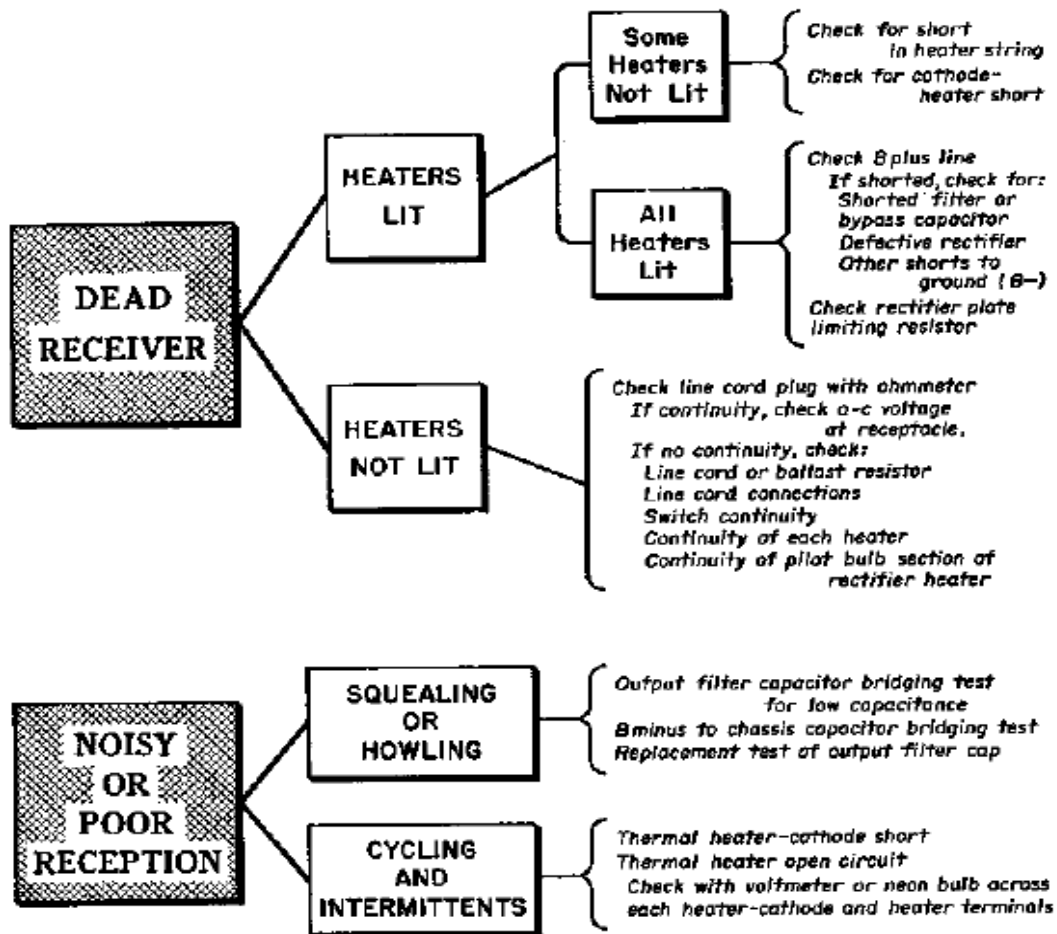 DEAD
RECEIVER
HEATERS
LIT
Some
Heaters
Not Lit
Check for short
in heater string
Check for cathode-
heater short
All
Heaters
Lit
Check B plus line
If shorted, check for:
Shorted filter or
bypass capacitor
Defective rectifier
Other shorts to
ground (B-)
Check rectifier plate
limiting resistor
HEATERS
NOT LIT
Check line cord plug with ohmmeter
If continuity, check a-c voltage
at receptacle.
If no continuity, check:
Line cord or ballast resistor
Line cord connections
Switch continuity
Continuity of each heater
Continuity of pilot bulb section of
rectifier heater
NOISY
OR
POOR
RECEPTION
SQUEALING
OR
HOWLING
Output filter capacitor bridging test
for low capacitance
B minus to chassis capacitor bridging test
Replacement test of output filter cap
CYCLING
AND
INTERMITTENTS
Thermal heater-cathode short
Thermal heater open circuit
Check with voltmeter or neon bulb across
each heater-cathode and heater terminals